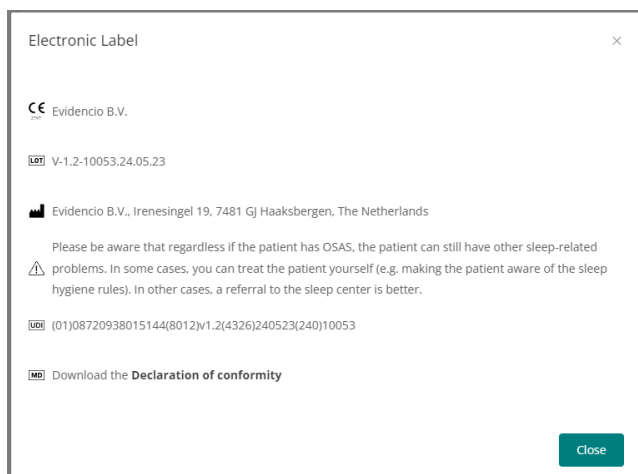 Electronic Label ×
CE Evidencio B.V.
2797
LOT V-1.2-10053.24.05.23
Evidencio B.V., Irenesingel 19, 7481 GJ Haaksbergen, The Netherlands
Please be aware that regardless if the patient has OSAS, the patient can still have other sleep-related
problems. In some cases, you can treat the patient yourself (e.g. making the patient aware of the sleep
hygiene rules). In other cases, a referral to the sleep center is better.
UDI (01)08720938015144(8012)v1.2(4326)240523(240)10053
MD Download the Declaration of conformity
Close